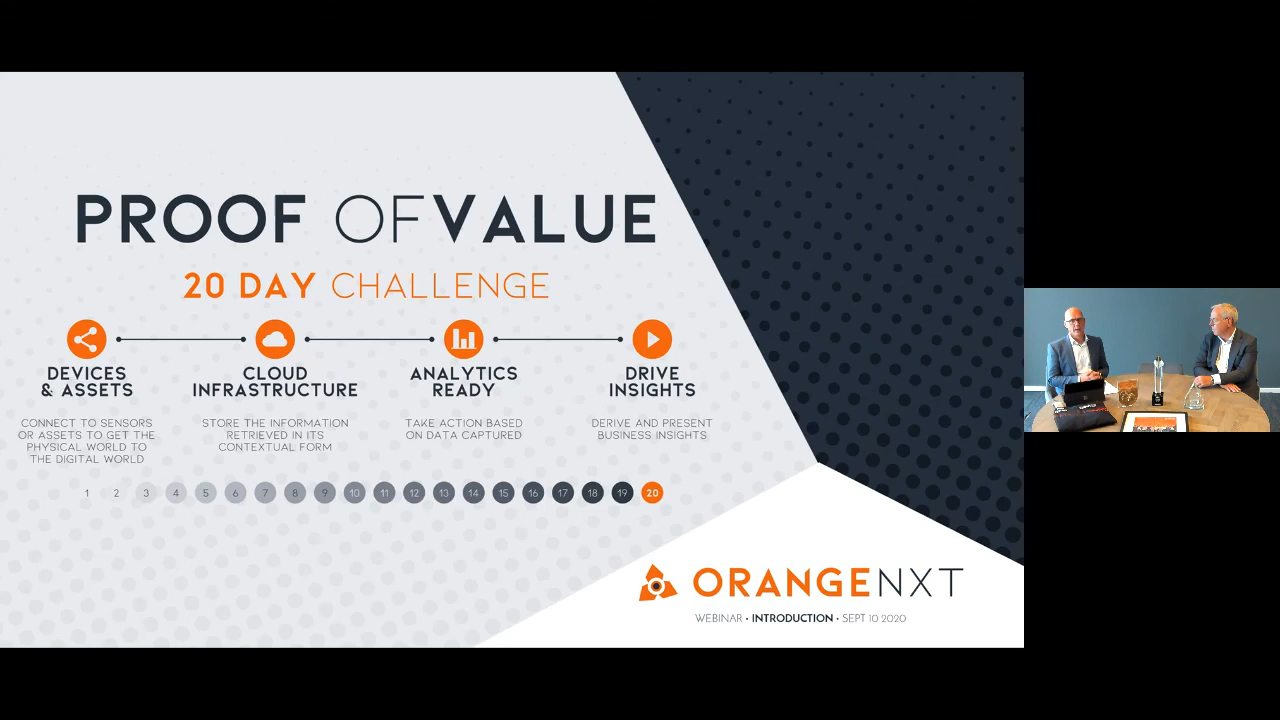 PROOF OFVALUE
20 DAY CHALLENGE
DEVICES
& ASSETS
CONNECT TO SENSORS
OR ASSETS TO GET THE
PHYSICAL WORLD TO
THE DIGITAL WORLD
CLOUD
INFRASTRUCTURE
STORE THE INFORMATION
RETRIEVED IN ITS
CONTEXTUAL FORM
ANALYTICS
READY
TAKE ACTION BASED
ON DATA CAPTURED
DRIVE
INSIGHTS
DERIVE AND PRESENT
BUSINESS INSIGHTS
1 2 3 4 5 6 7 8 9 10 11 12 13 14 15 16 17 18 19 20
ORANGENXT
WEBINAR • INTRODUCTION • SEPT 10 2020